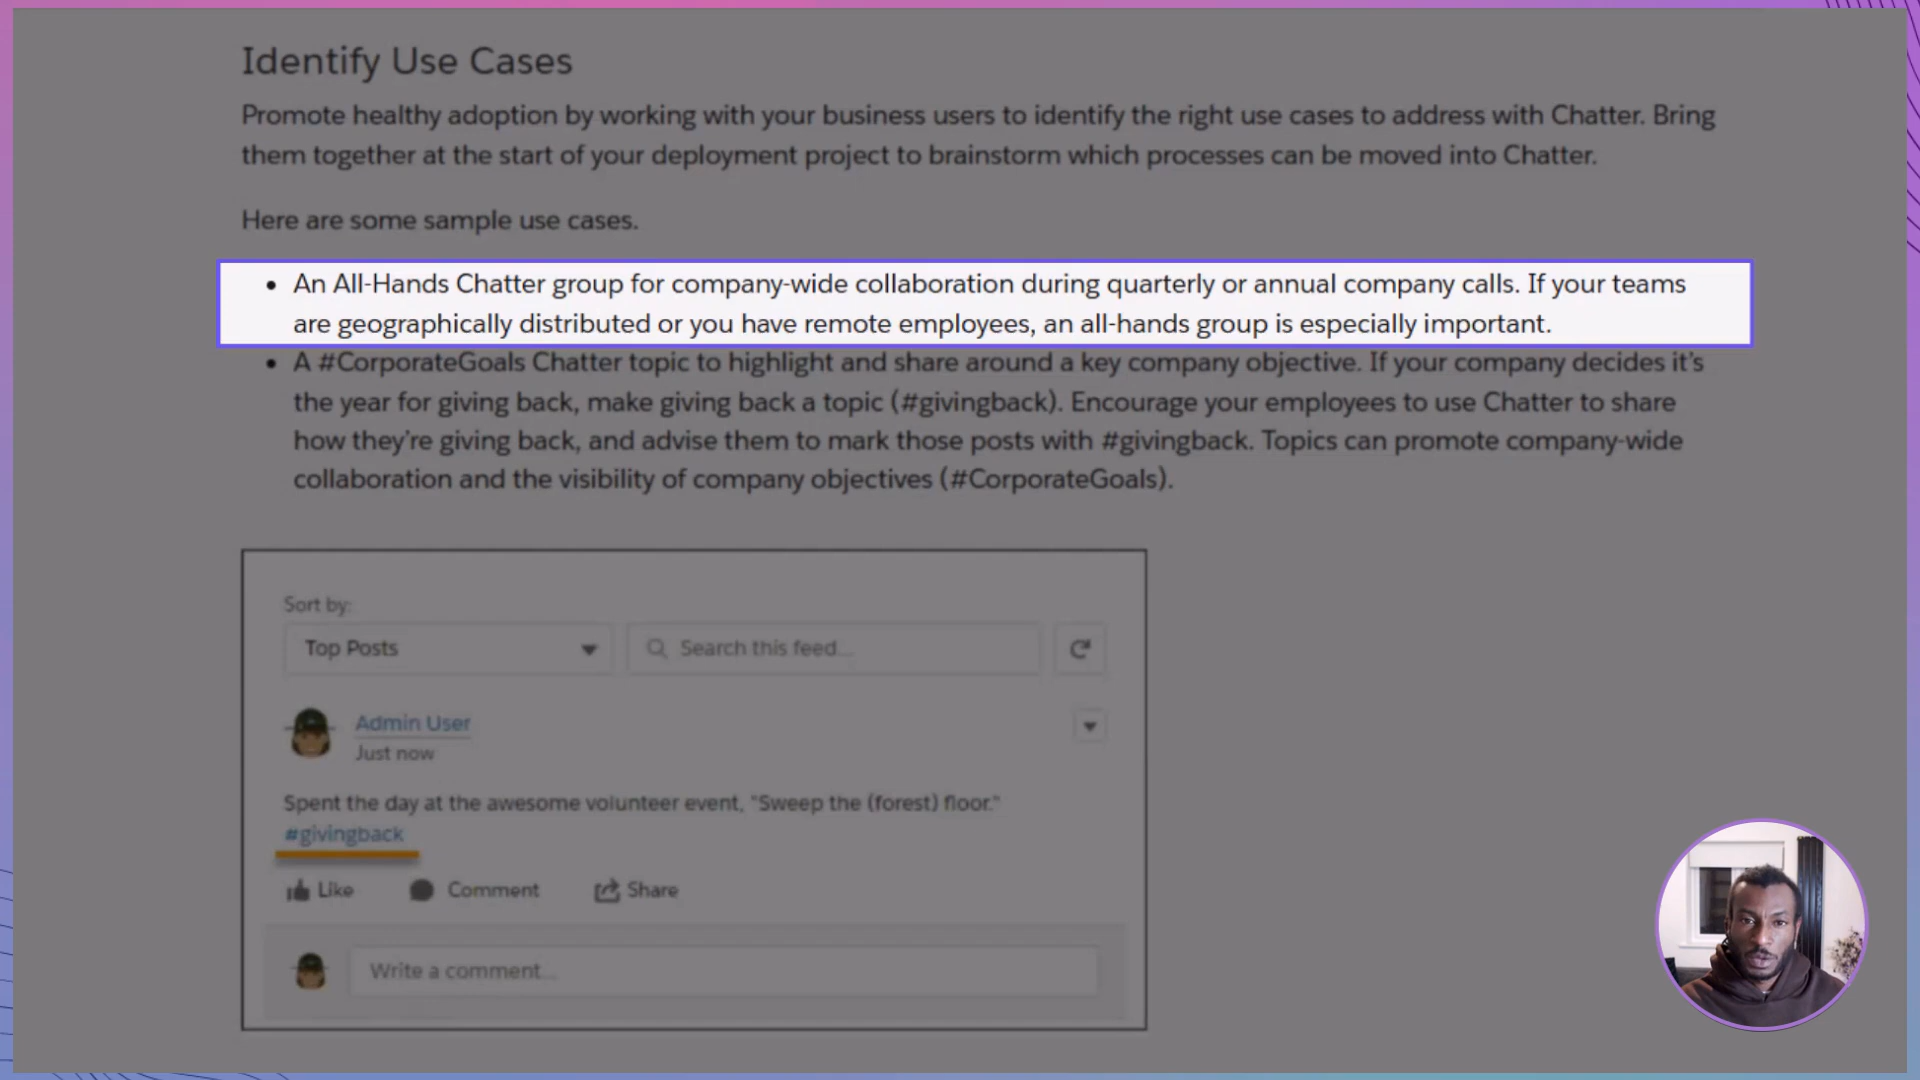 Identify Use Cases
Promote healthy adoption by working with your business users to identify the right use cases to address with Chatter. Bring
them together at the start of your deployment project to brainstorm which processes can be moved into Chatter.
Here are some sample use cases.
• An All-Hands Chatter group for company-wide collaboration during quarterly or annual company calls. If your teams
are geographically distributed or you have remote employees, an all-hands group is especially important.
• A #CorporateGoals Chatter topic to highlight and share around a key company objective. If your company decides it's
the year for giving back, make giving back a topic (#givingback). Encourage your employees to use Chatter to share
how they're giving back, and advise them to mark those posts with #givingback. Topics can promote company-wide
collaboration and the visibility of company objectives (#CorporateGoals).
Sort by:
Top Posts
Search this feed...
Admin User
Just now
Spent the day at the awesome volunteer event, "Sweep the (forest) floor."
#givingback
Like Comment Share
Write a comment...